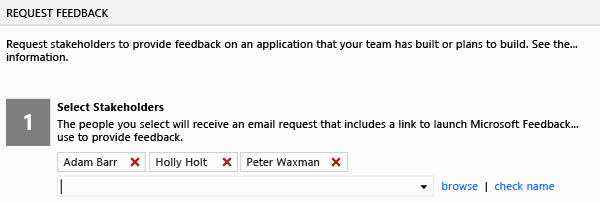 REQUEST FEEDBACK
Request stakeholders to provide feedback on an application that your team has built or plans to build. See the...
information.
1
Select Stakeholders
The people you select will receive an email request that includes a link to launch Microsoft Feedback...
use to provide feedback.
Adam Barr Holly Holt Peter Waxman
browse | check name